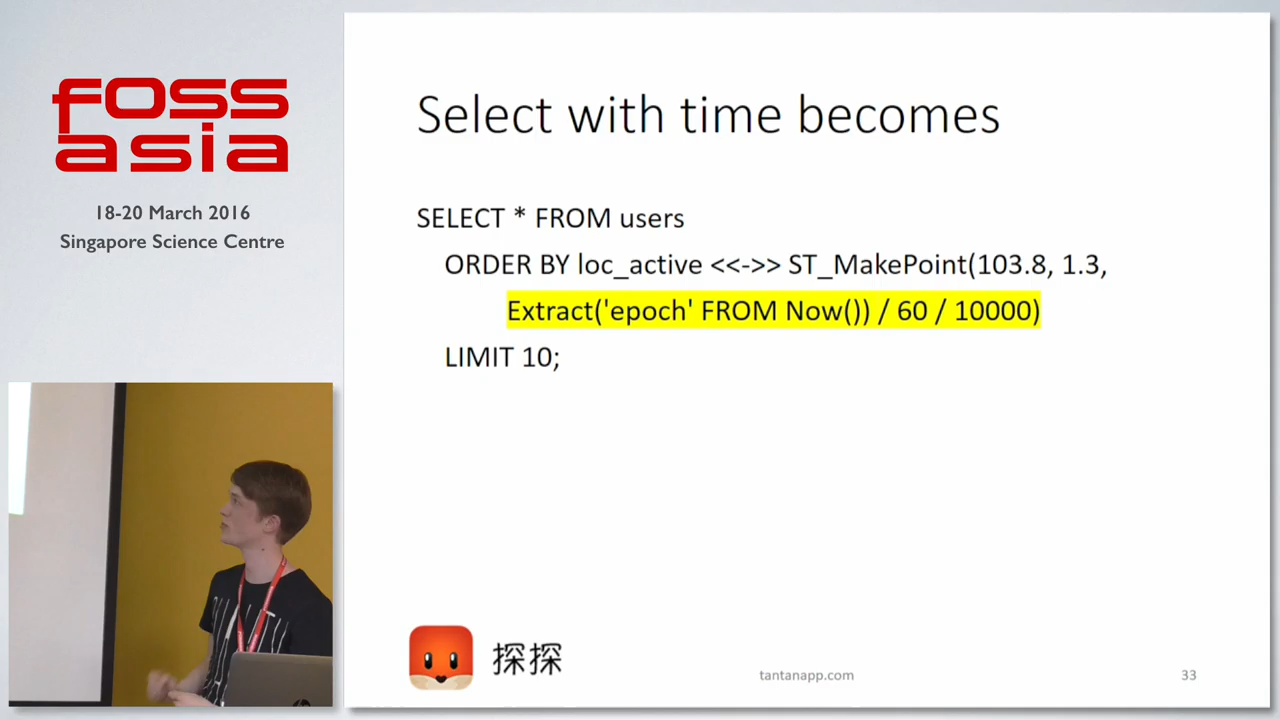 foss
asia
18-20 March 2016
Singapore Science Centre
Select with time becomes
SELECT * FROM users
ORDER BY loc_active <<->> ST_MakePoint(103.8, 1.3,
Extract('epoch' FROM Now()) / 60 / 10000)
LIMIT 10;
探探
tantanapp.com
33